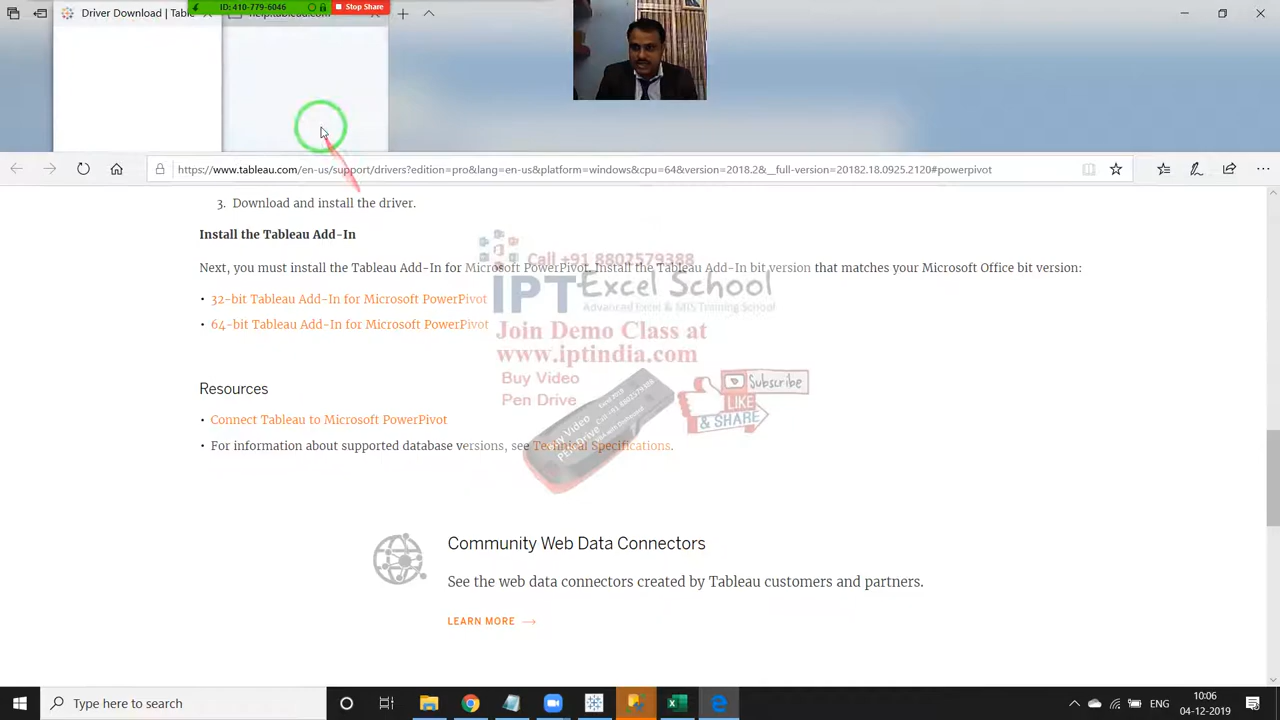 Driver Download | Table
ID: 410-779-6046
Stop Share
help.tableau.com
https://www.tableau.com/en-us/support/drivers?edition=pro&lang=en-us&platform=windows&cpu=64&version=2018.2&__full-version=20182.18.0925.2120#powerpivot
3. Download and install the driver.
Install the Tableau Add-In
Call +91 8802579388
Next, you must install the Tableau Add-In for Microsoft PowerPivot. Install the Tableau Add-In bit version that matches your Microsoft Office bit version:
IPT Excel School
Advanced Excel & MIS Training School
• 32-bit Tableau Add-In for Microsoft PowerPivot
• 64-bit Tableau Add-In for Microsoft PowerPivot
Join Demo Class at
www.iptindia.com
Buy Video
Pen Drive
Subscribe
LIKE
& SHARE
Resources
• Connect Tableau to Microsoft PowerPivot
• For information about supported database versions, see Technical Specifications.
Community Web Data Connectors
See the web data connectors created by Tableau customers and partners.
LEARN MORE
Type here to search
ENG
10:06
04-12-2019